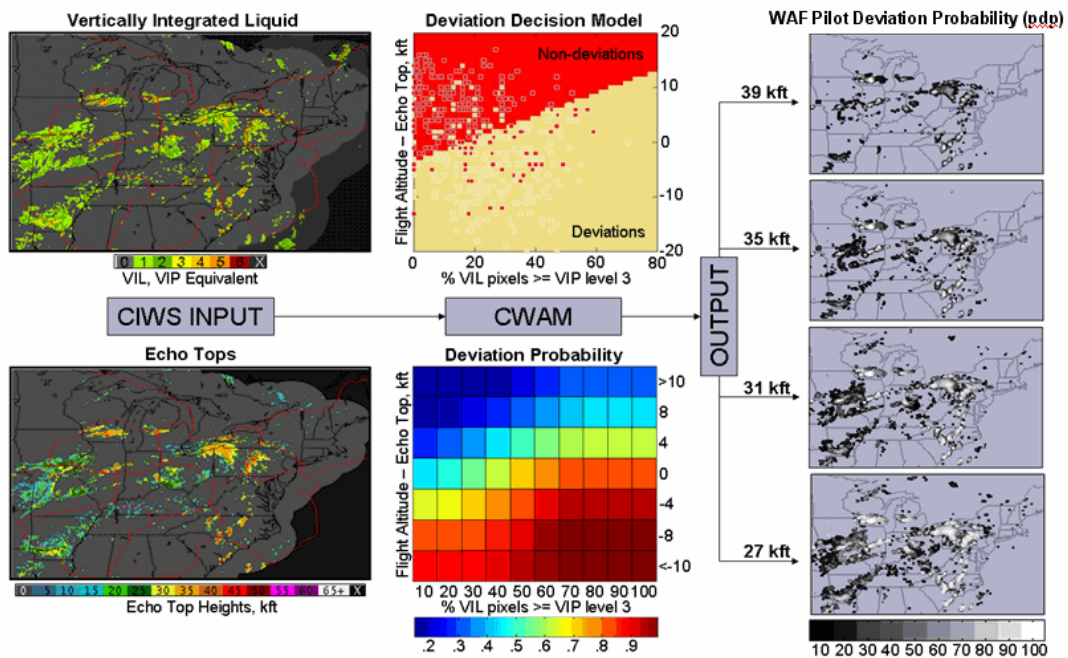 Vertically Integrated Liquid
0 1 2 3 4 5 6 X
VIL, VIP Equivalent
CIWS INPUT
Echo Tops
0 5 10 15 20 25 30 35 40 45 50 55 60 65+ X
Echo Top Heights, kft
Deviation Decision Model
Flight Altitude – Echo Top, kft
Non-deviations
Deviations
20
10
0
-10
-20
0 20 40 60 80
% VIL pixels >= VIP level 3
CWAM
Deviation Probability
Flight Altitude – Echo Top, kft
>10
8
4
0
-4
-8
<-10
10 20 30 40 50 60 70 80 90 100
% VIL pixels >= VIP level 3
.2 .3 .4 .5 .6 .7 .8 .9
OUTPUT
WAF Pilot Deviation Probability (pdp)
39 kft
35 kft
31 kft
27 kft
10 20 30 40 50 60 70 80 90 100